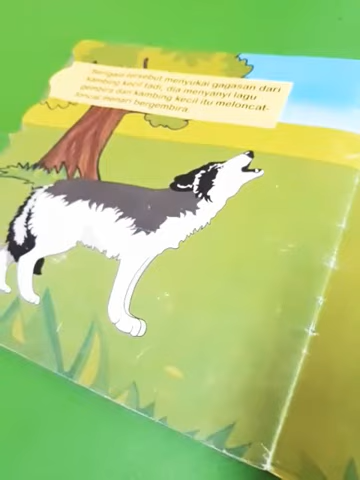 Serigala tersebut menyukai gagasan dari
kambing kecil tadi, dia menyanyi lagu
gembira dan kambing kecil itu meloncat-
loncat menari bergembira.